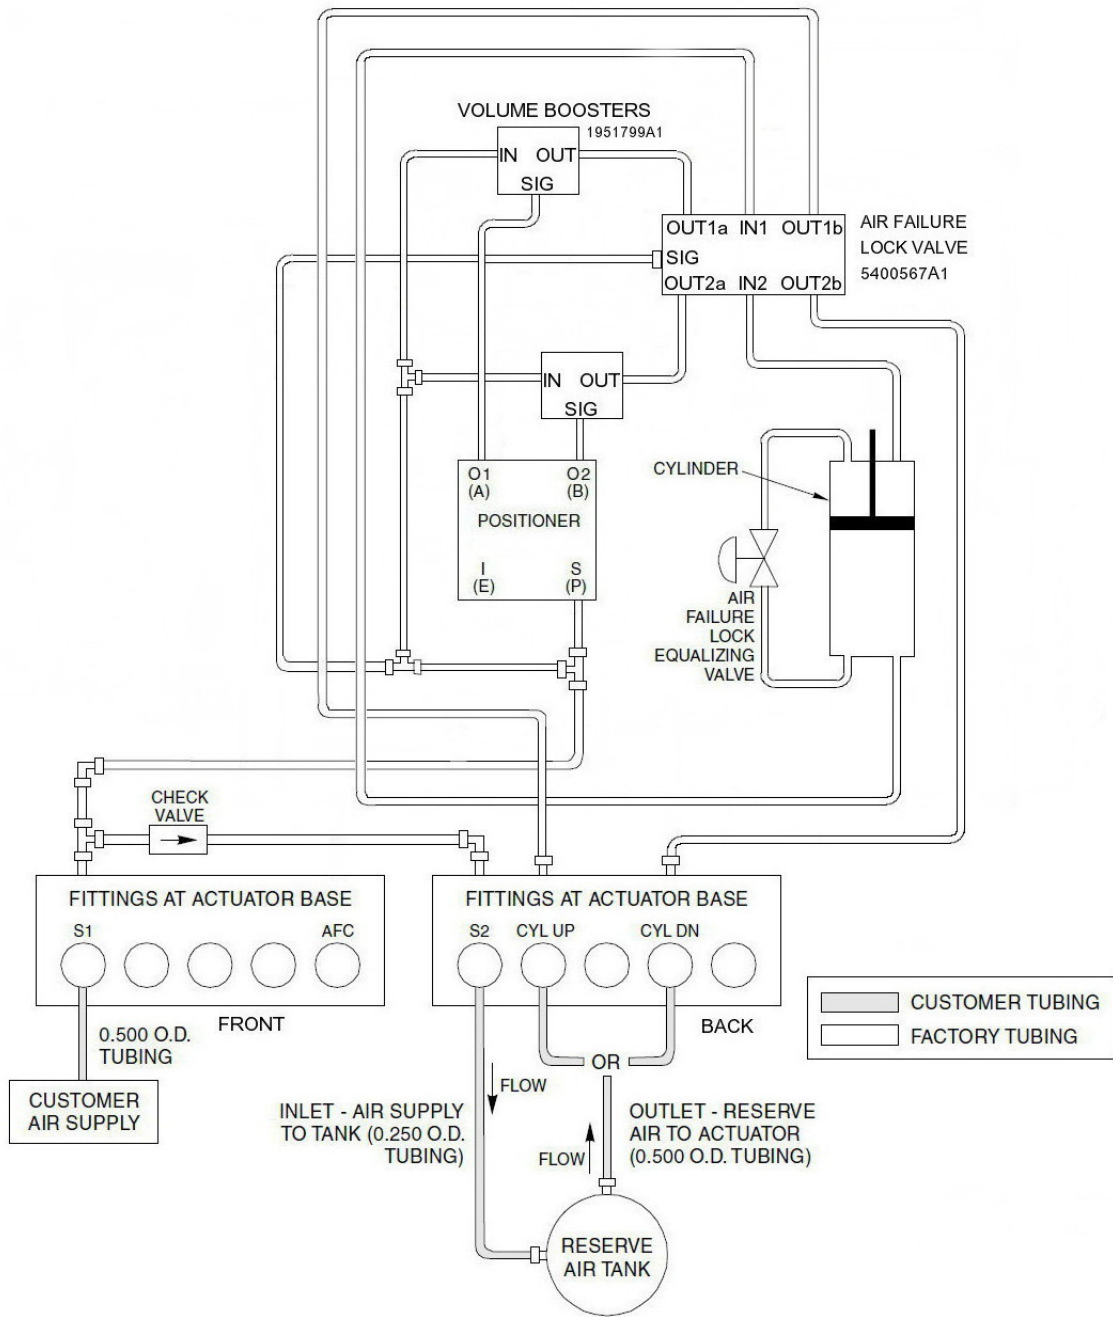 VOLUME BOOSTERS
1951799A1
IN OUT
SIG
OUT1a IN1 OUT1b
SIG
OUT2a IN2 OUT2b
AIR FAILURE
LOCK VALVE
5400567A1
IN OUT
SIG
O1 O2
(A) (B)
POSITIONER
I S
(E) (P)
CYLINDER
AIR
FAILURE
LOCK
EQUALIZING
VALVE
CHECK
VALVE
FITTINGS AT ACTUATOR BASE
S1 AFC
FRONT
FITTINGS AT ACTUATOR BASE
S2 CYL UP CYL DN
BACK
0.500 O.D.
TUBING
CUSTOMER
AIR SUPPLY
CUSTOMER TUBING
FACTORY TUBING
OR
FLOW
INLET - AIR SUPPLY
TO TANK (0.250 O.D.
TUBING)
OUTLET - RESERVE
AIR TO ACTUATOR
(0.500 O.D. TUBING)
FLOW
RESERVE
AIR TANK